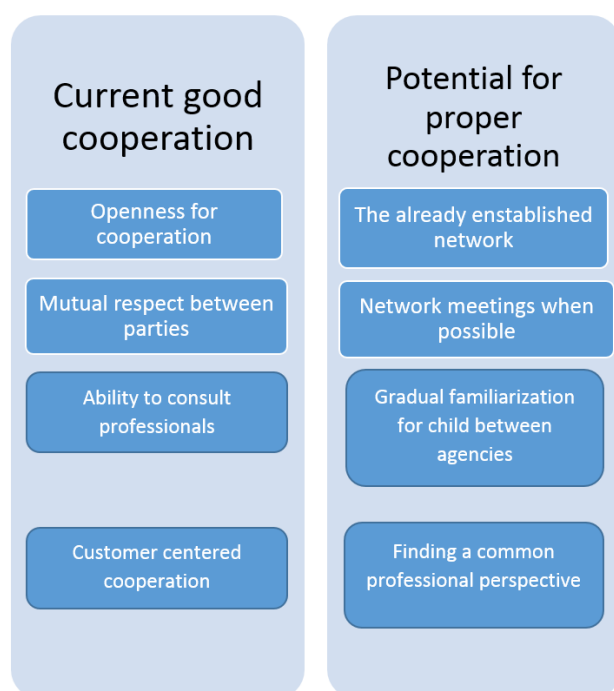 Current good
cooperation
Openness for
cooperation
Mutual respect between
parties
Ability to consult
professionals
Customer centered
cooperation
Potential for
proper
cooperation
The already enstablished
network
Network meetings when
possible
Gradual familiarization
for child between
agencies
Finding a common
professional perspective